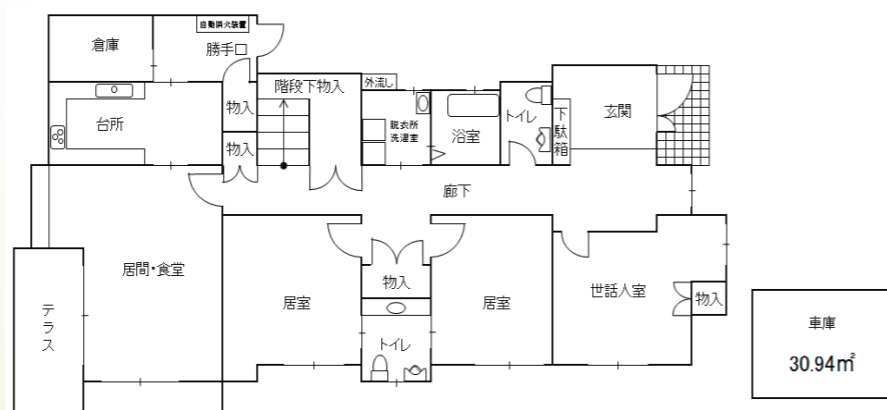 自動消火装置
倉庫
勝手口
階段下物入
外流し
物入
台所
脱衣所
洗濯室
浴室
トイレ
下駄箱
玄関
物入
廊下
居間・食堂
物入
居室
居室
世話人室
物入
テラス
トイレ
車庫
30.94㎡